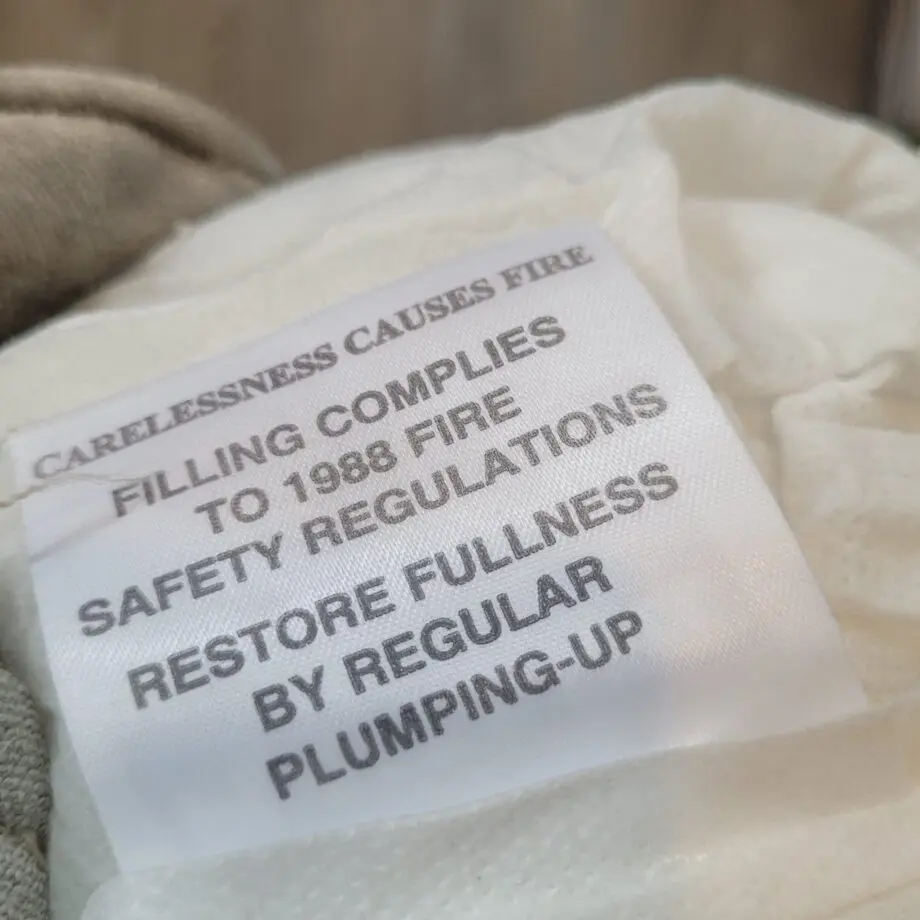 CARELESSNESS CAUSES FIRE
FILLING COMPLIES
TO 1988 FIRE
SAFETY REGULATIONS
RESTORE FULLNESS
BY REGULAR
PLUMPING-UP